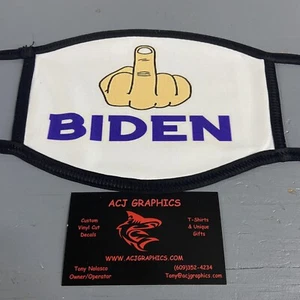 BIDEN
ACJ GRAPHICS
Custom
Vinyl Cut
Decals
T-Shirts
& Unique
Gifts
WWW.ACJGRAPHICS.COM
Tony Nolasco
Owner/Operator
(609)352-4234
Tony@acjgraphics.com